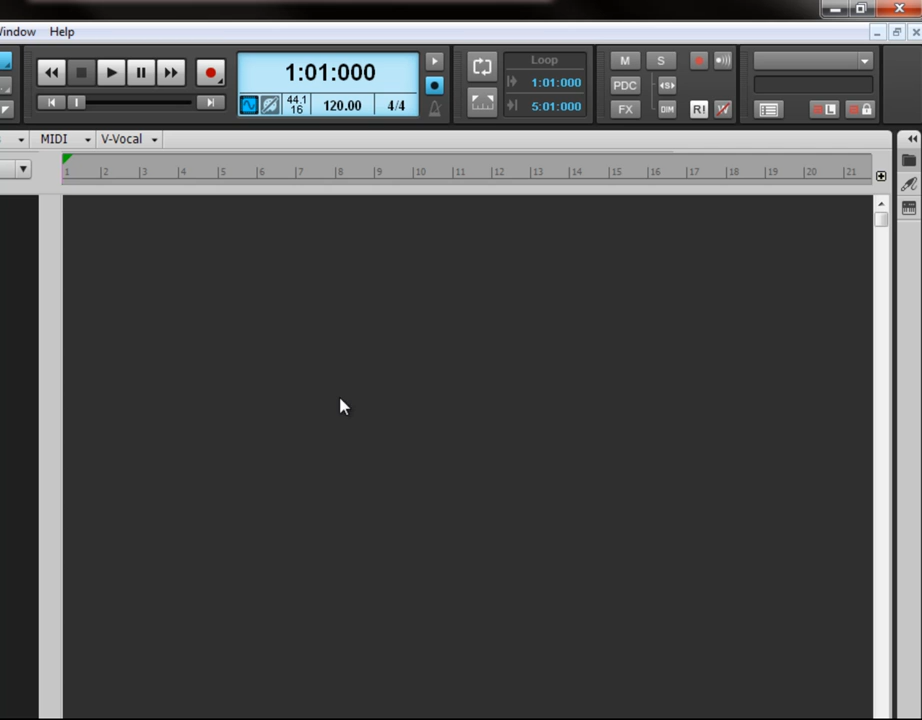 Window Help
1:01:000
44.1
16
120.00
4/4
Loop
1:01:000
5:01:000
M S
PDC
FX DIM R!
L
MIDI V-Vocal
1 2 3 4 5 6 7 8 9 10 11 12 13 14 15 16 17 18 19 20 21